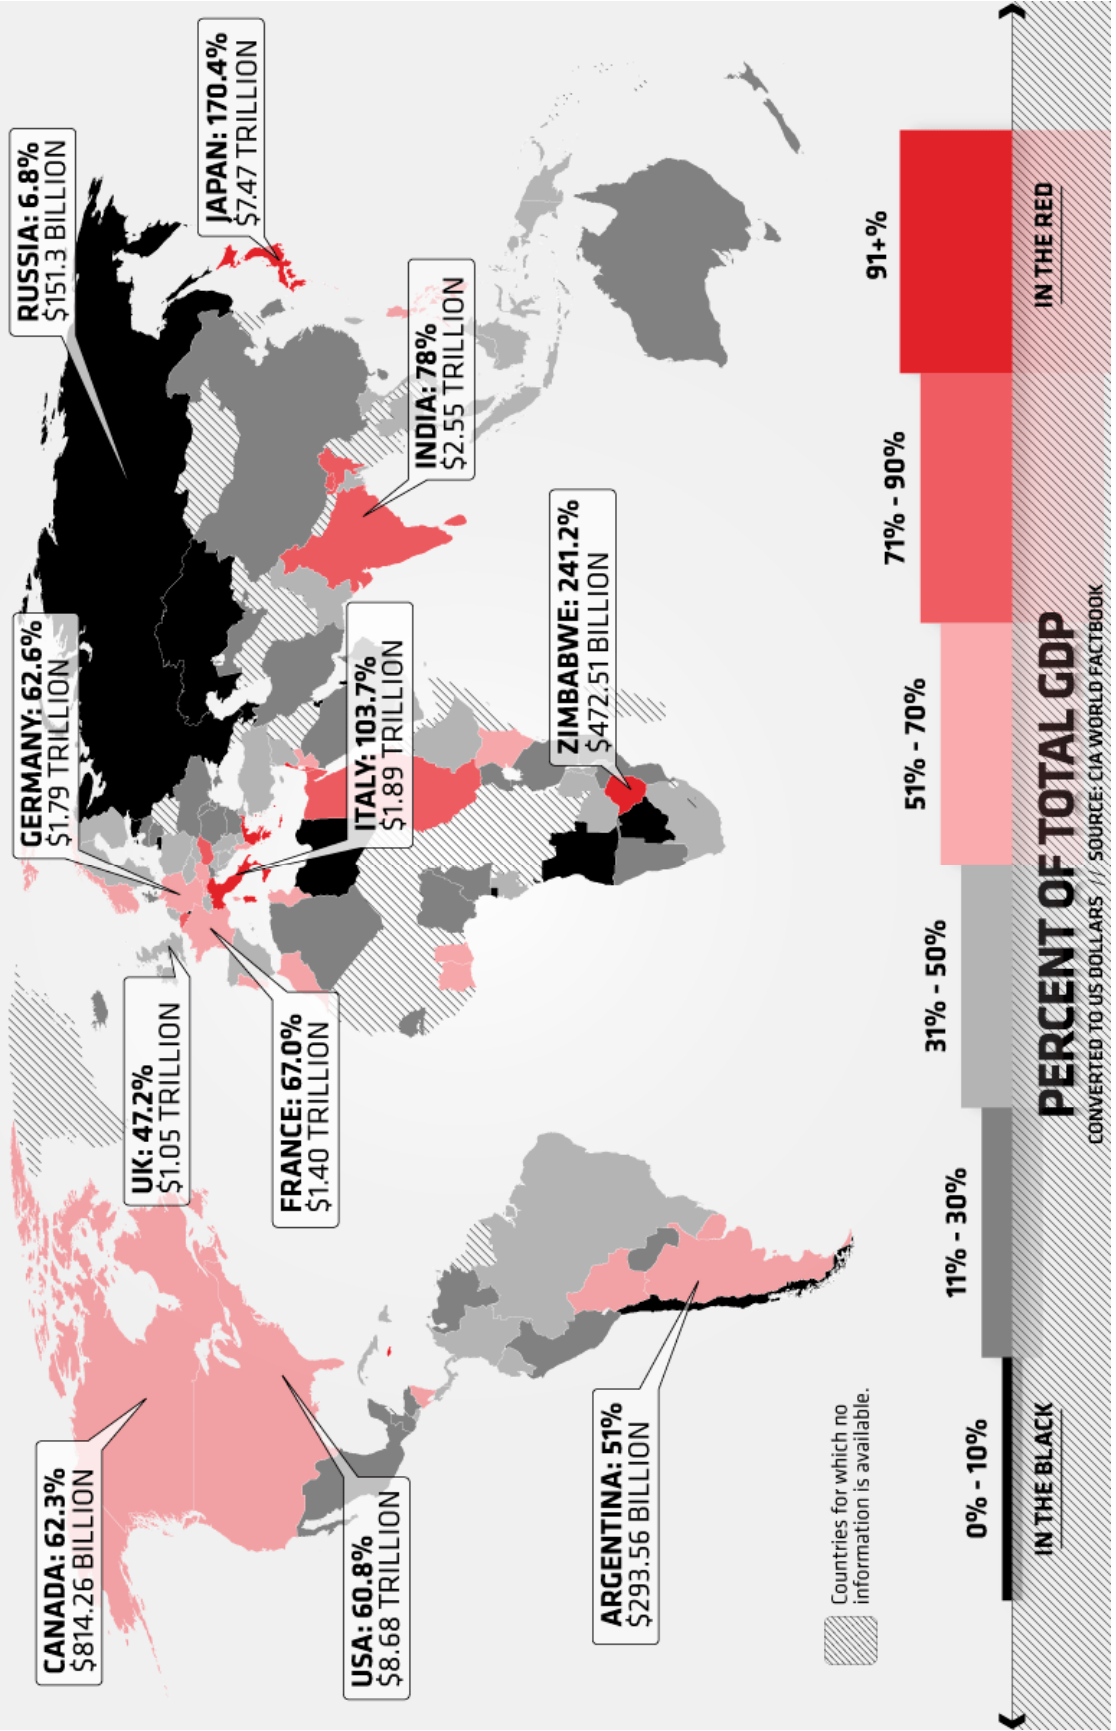 RUSSIA: 6.8%
$151.3 BILLION
JAPAN: 170.4%
$7.47 TRILLION
GERMANY: 62.6%
$1.79 TRILLION
INDIA: 78%
$2.55 TRILLION
ITALY: 103.7%
$1.89 TRILLION
ZIMBABWE: 241.2%
$472.51 BILLION
UK: 47.2%
$1.05 TRILLION
FRANCE: 67.0%
$1.40 TRILLION
CANADA: 62.3%
$814.26 BILLION
USA: 60.8%
$8.68 TRILLION
ARGENTINA: 51%
$293.56 BILLION
Countries for which no
information is available.
0% - 10%
11% - 30%
31% - 50%
51% - 70%
71% - 90%
91+%
IN THE BLACK
PERCENT OF TOTAL GDP
IN THE RED
CONVERTED TO US DOLLARS // SOURCE: CIA WORLD FACTBOOK